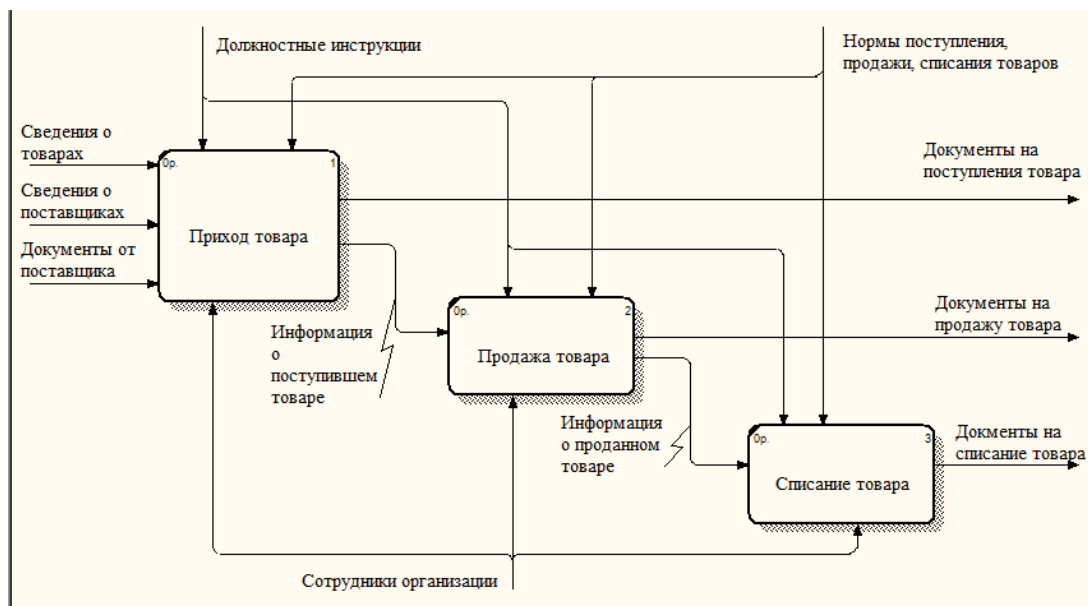 Должностные инструкции
Нормы поступления,
продажи, списания товаров
Сведения о
товарах
Сведения о
поставщиках
Документы от
поставщика
0р.
1
Приход товара
Документы на
поступления товара
Информация
о
поступившем
товаре
0р.
2
Продажа товара
Документы на
продажу товара
Информация
о проданном
товаре
0р.
3
Списание товара
Докменты на
списание товара
Сотрудники организации